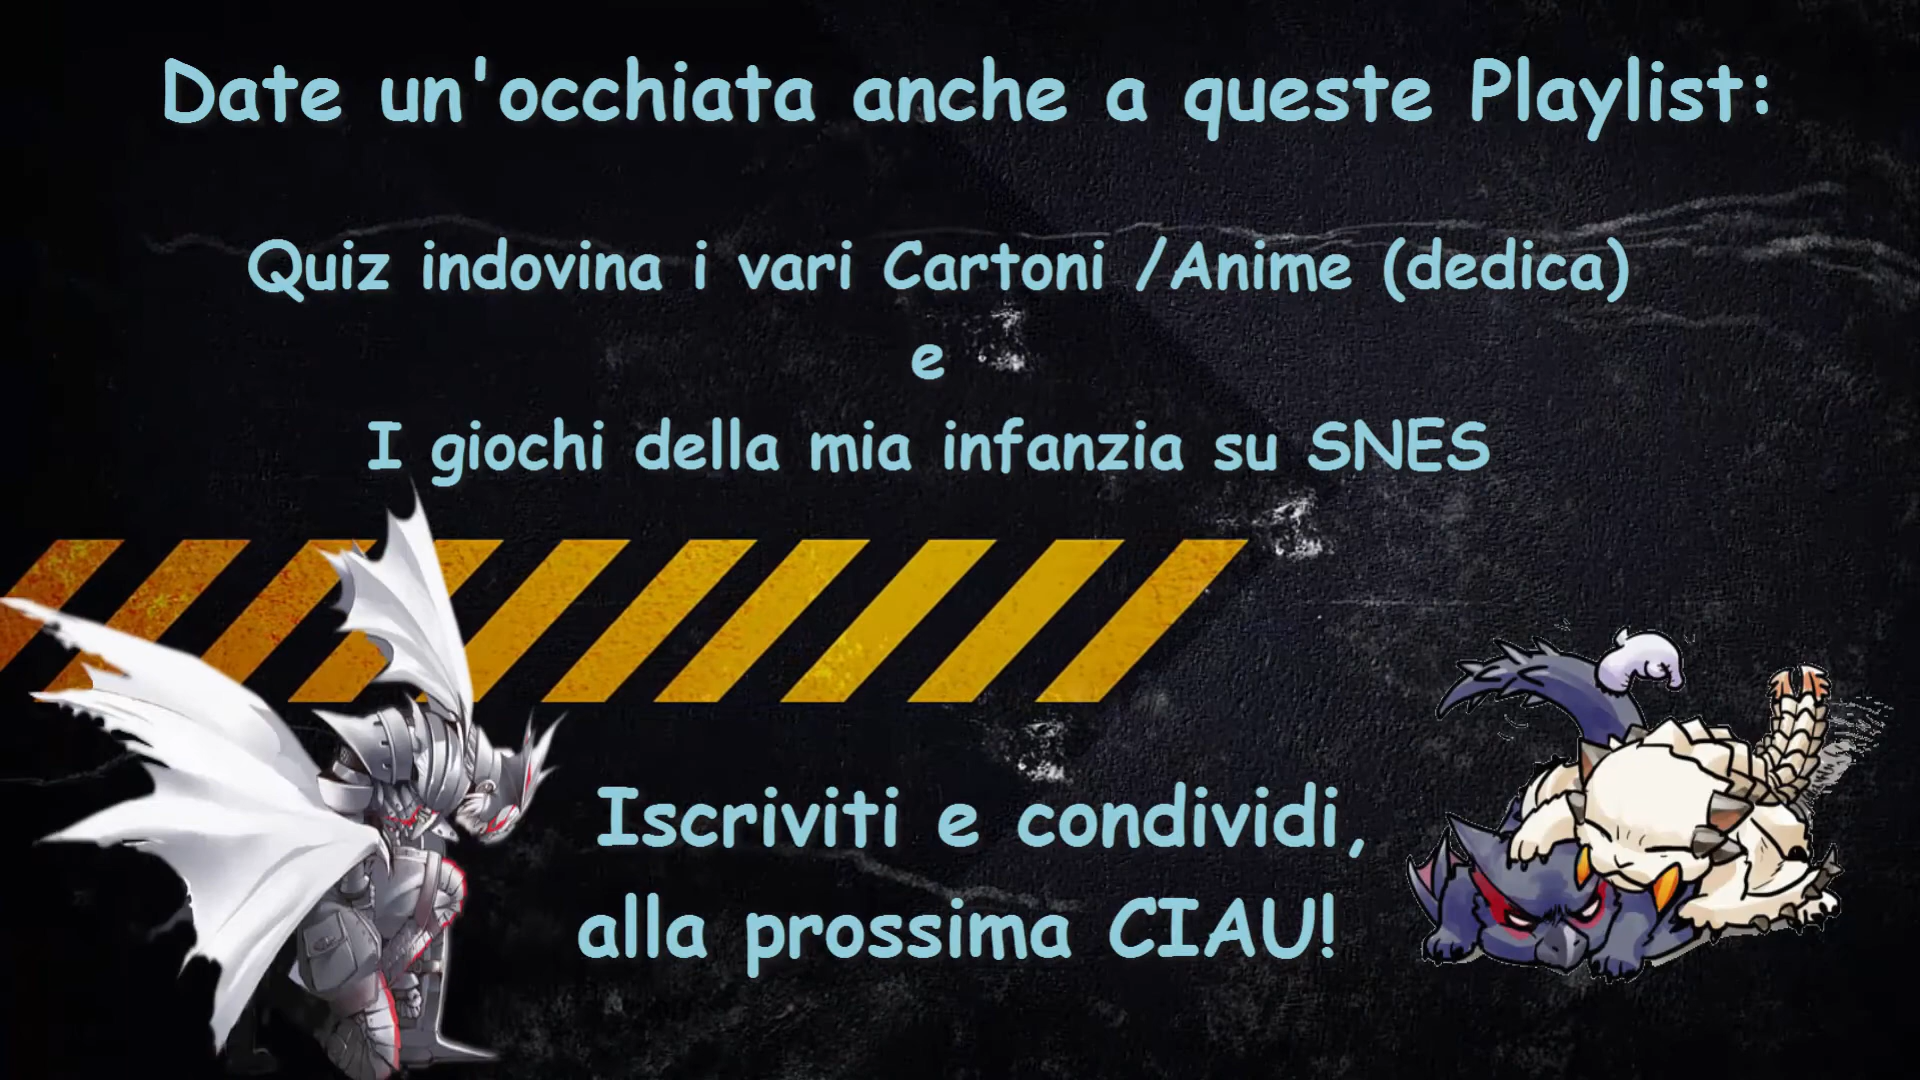 Date un'occhiata anche a queste Playlist:
Quiz indovina i vari Cartoni /Anime (dedica)
e
I giochi della mia infanzia su SNES
Iscriviti e condividi,
alla prossima CIAU!